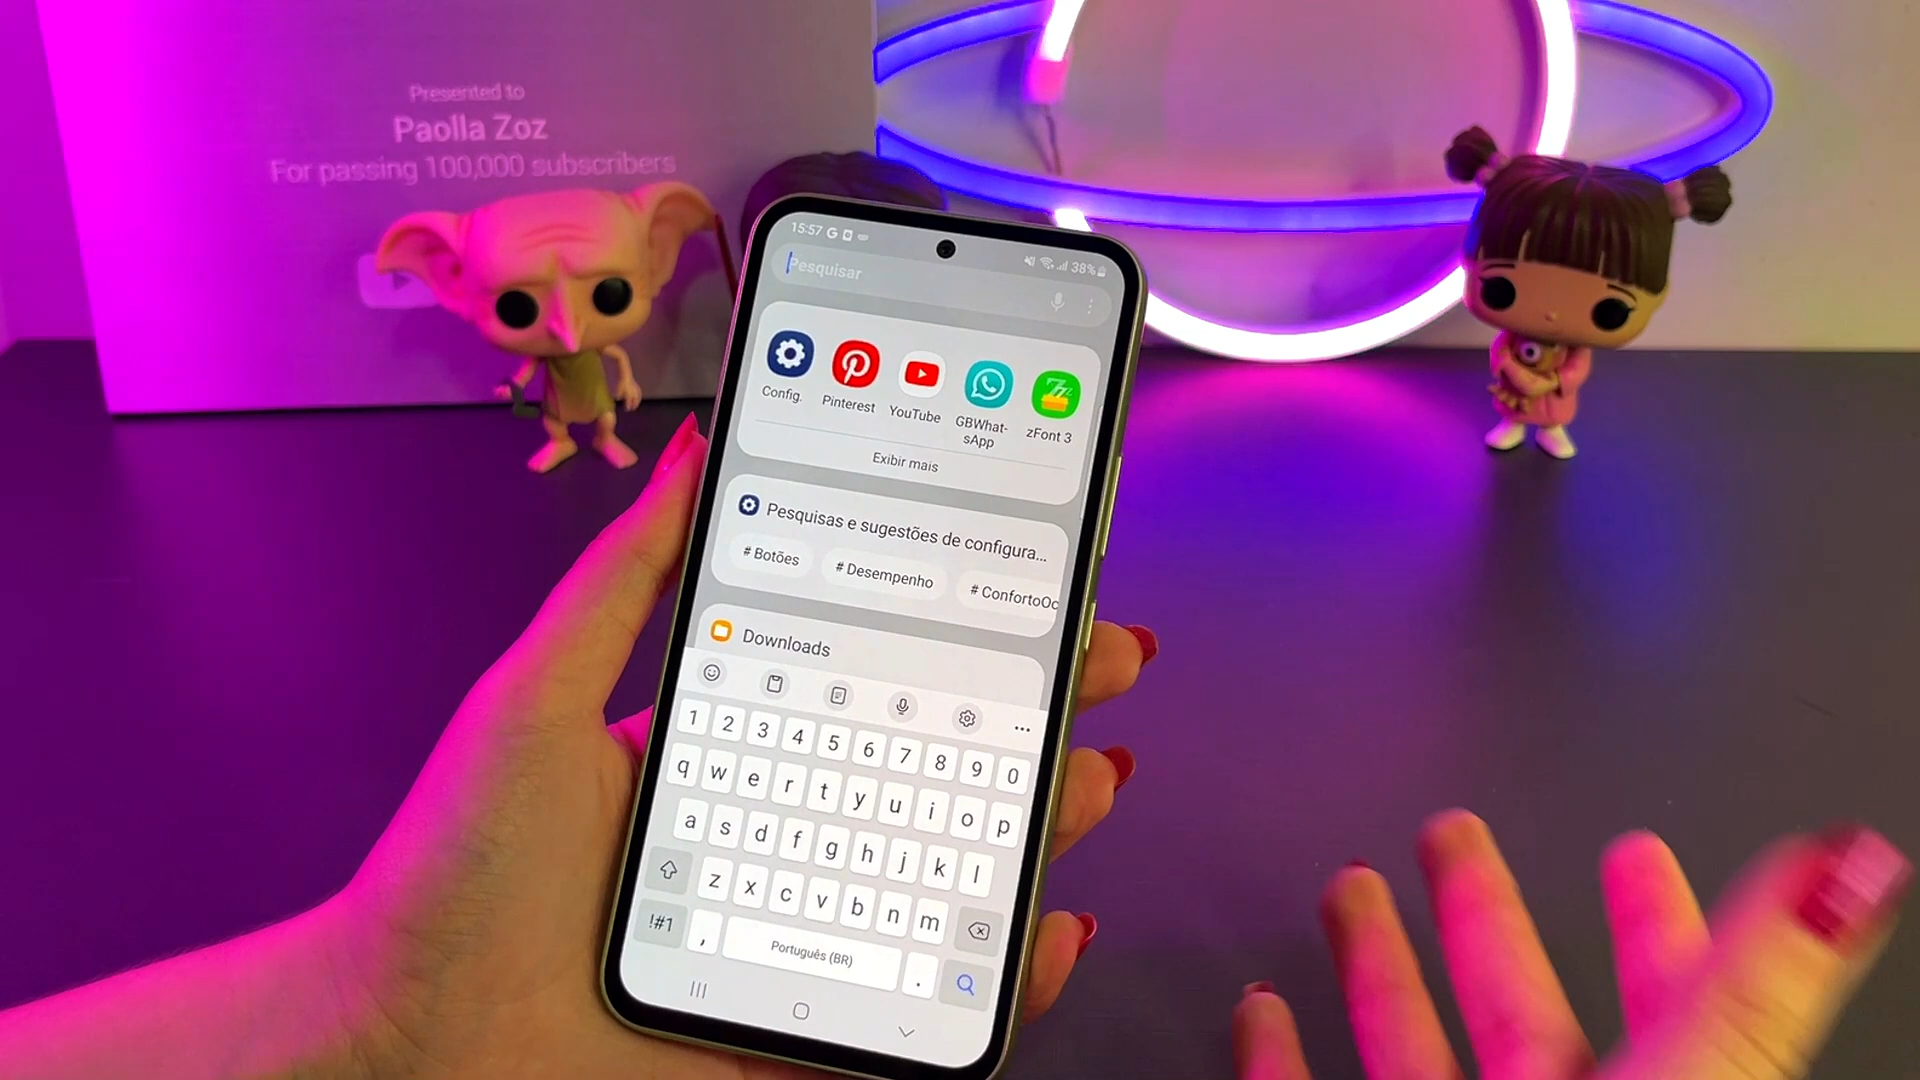 Presented to
Paolla Zoz
For passing 100,000 subscribers
15:57 G 38%
Pesquisar
Config.
Pinterest
YouTube
GBWhat-
sApp
zFont 3
Exibir mais
Pesquisas e sugestões de configura...
# Botões
# Desempenho
# ConfortoOc
Downloads
1 2 3 4 5 6 7 8 9 0
q w e r t y u i o p
a s d f g h j k l
z x c v b n m
!#1 , Português (BR) .